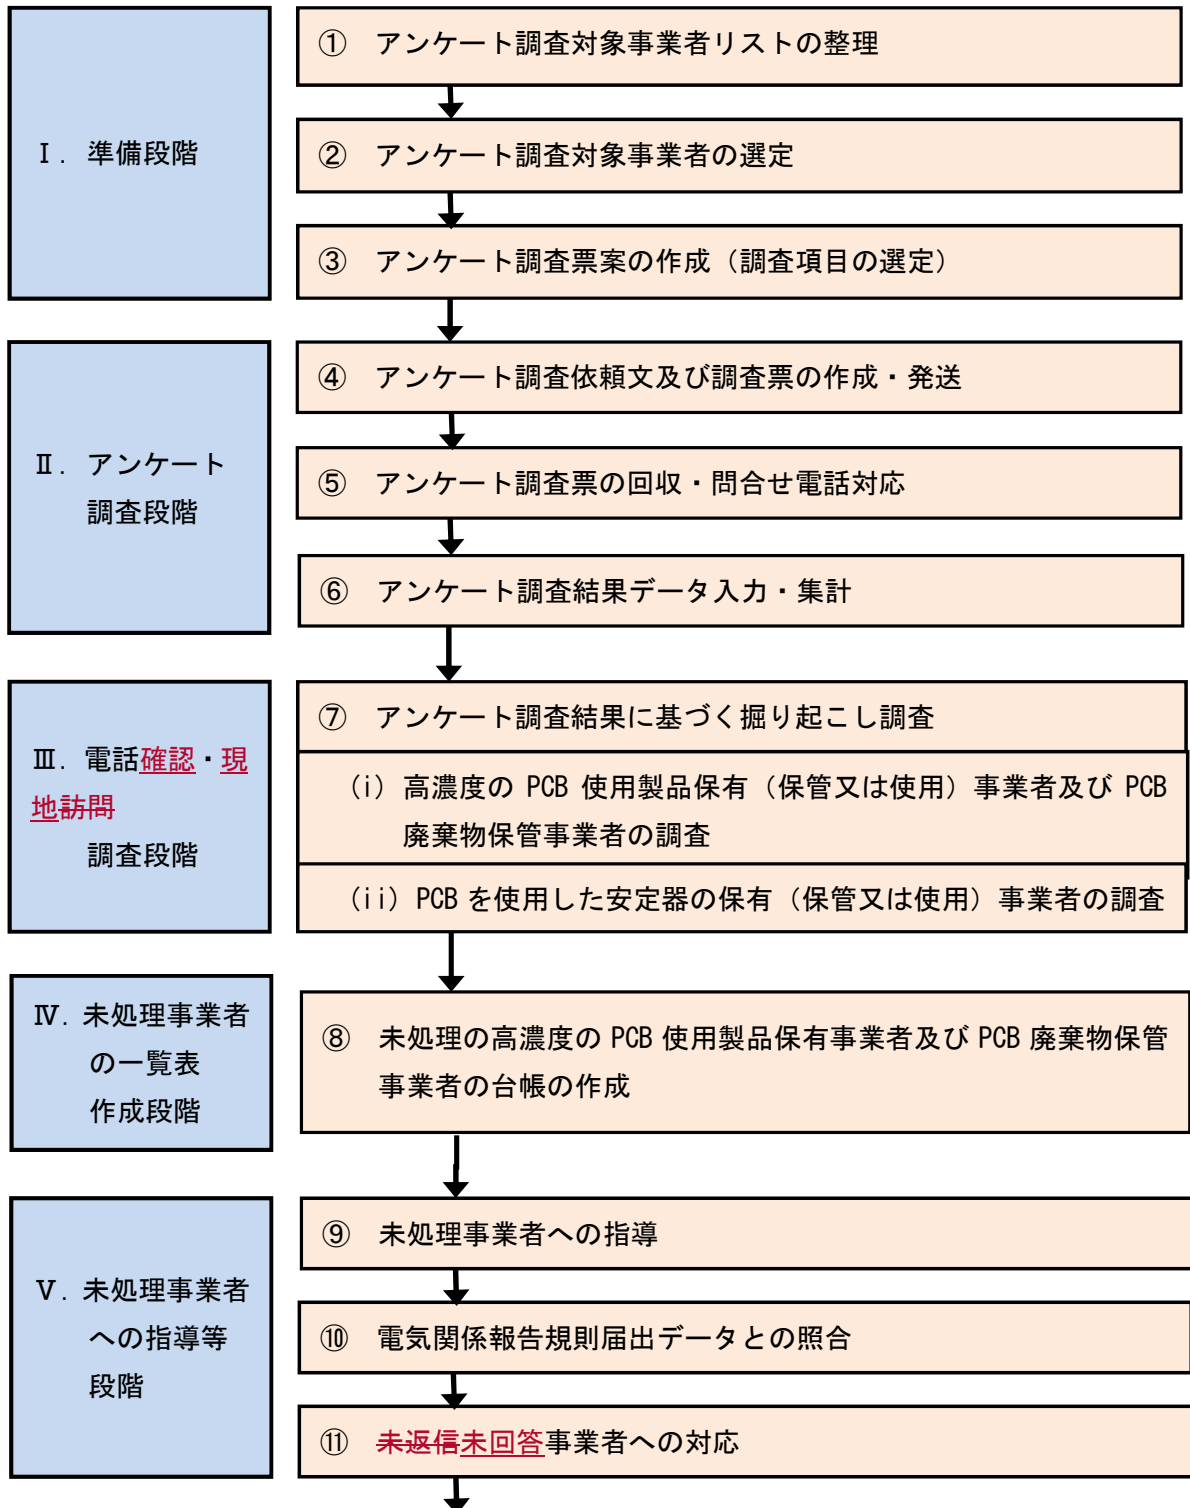 Ⅰ. 準備段階
① アンケート調査対象事業者リストの整理
② アンケート調査対象事業者の選定
③ アンケート調査票案の作成（調査項目の選定）
Ⅱ. アンケート
調査段階
④ アンケート調査依頼文及び調査票の作成・発送
⑤ アンケート調査票の回収・問合せ電話対応
⑥ アンケート調査結果データ入力・集計
Ⅲ. 電話確認・現
地訪問
調査段階
⑦ アンケート調査結果に基づく掘り起こし調査
(i) 高濃度の PCB 使用製品保有（保管又は使用）事業者及び PCB
廃棄物保管事業者の調査
(ii) PCB を使用した安定器の保有（保管又は使用）事業者の調査
Ⅳ. 未処理事業者
の一覧表
作成段階
⑧ 未処理の高濃度の PCB 使用製品保有事業者及び PCB 廃棄物保管
事業者の台帳の作成
Ⅴ. 未処理事業者
への指導等
段階
⑨ 未処理事業者への指導
⑩ 電気関係報告規則届出データとの照合
⑪ 未返信未回答事業者への対応